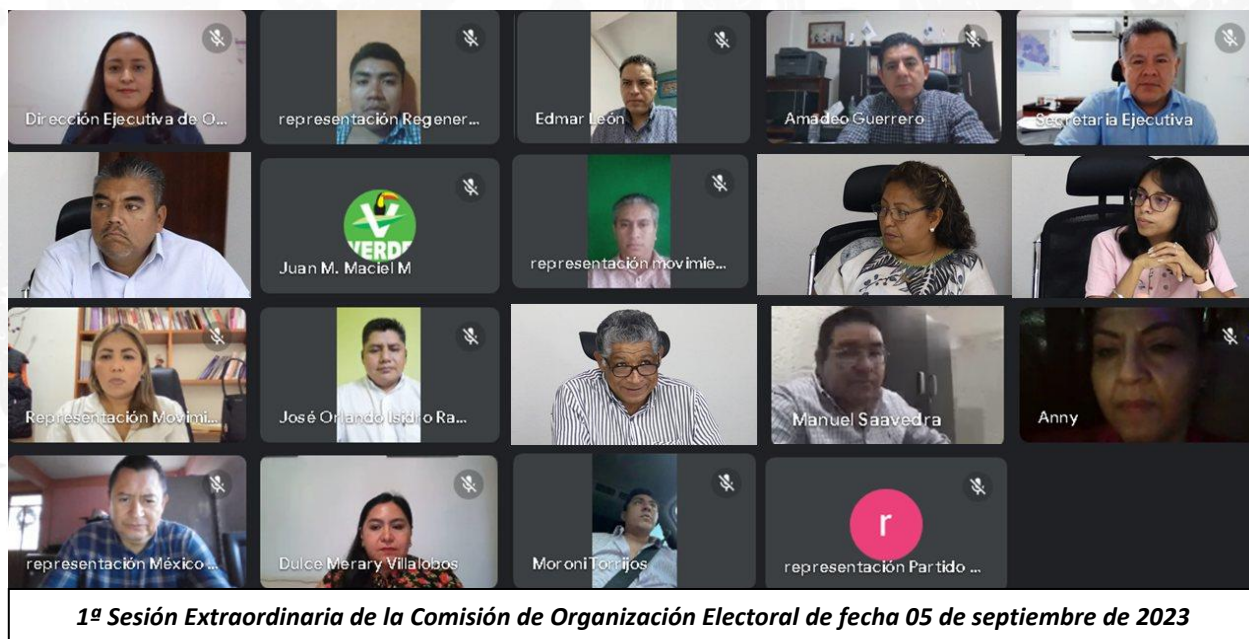 Dirección Ejecutiva de O...
representación Regener...
Edmar León
Amadeo Guerrero
Secretaria Ejecutiva
VERDE
Juan M. Maciel M
representación movimie...
Representación Movimi...
José Orlando Isidro Ra...
Manuel Saavedra
Anny
representación México ...
Dulce Merary Villalobos
Moroni Torrijos
r
representación Partido ...
1ª Sesión Extraordinaria de la Comisión de Organización Electoral de fecha 05 de septiembre de 2023